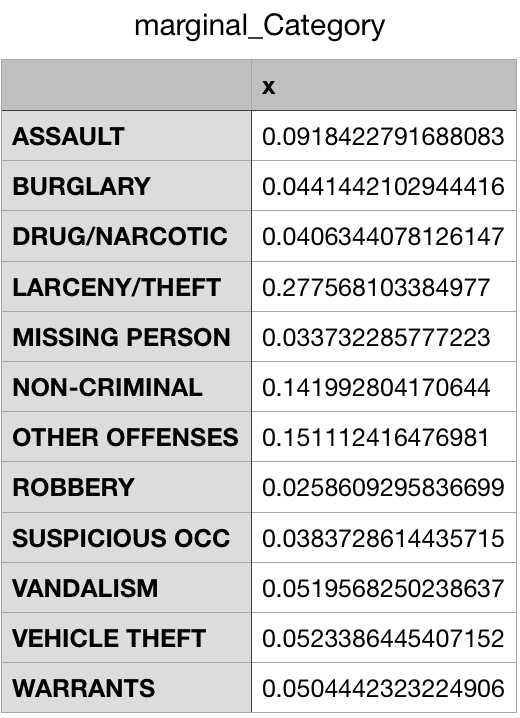 marginal_Category
x
ASSAULT 0.0918422791688083
BURGLARY 0.0441442102944416
DRUG/NARCOTIC 0.0406344078126147
LARCENY/THEFT 0.277568103384977
MISSING PERSON 0.033732285777223
NON-CRIMINAL 0.141992804170644
OTHER OFFENSES 0.151112416476981
ROBBERY 0.0258609295836699
SUSPICIOUS OCC 0.0383728614435715
VANDALISM 0.0519568250238637
VEHICLE THEFT 0.0523386445407152
WARRANTS 0.0504442323224906